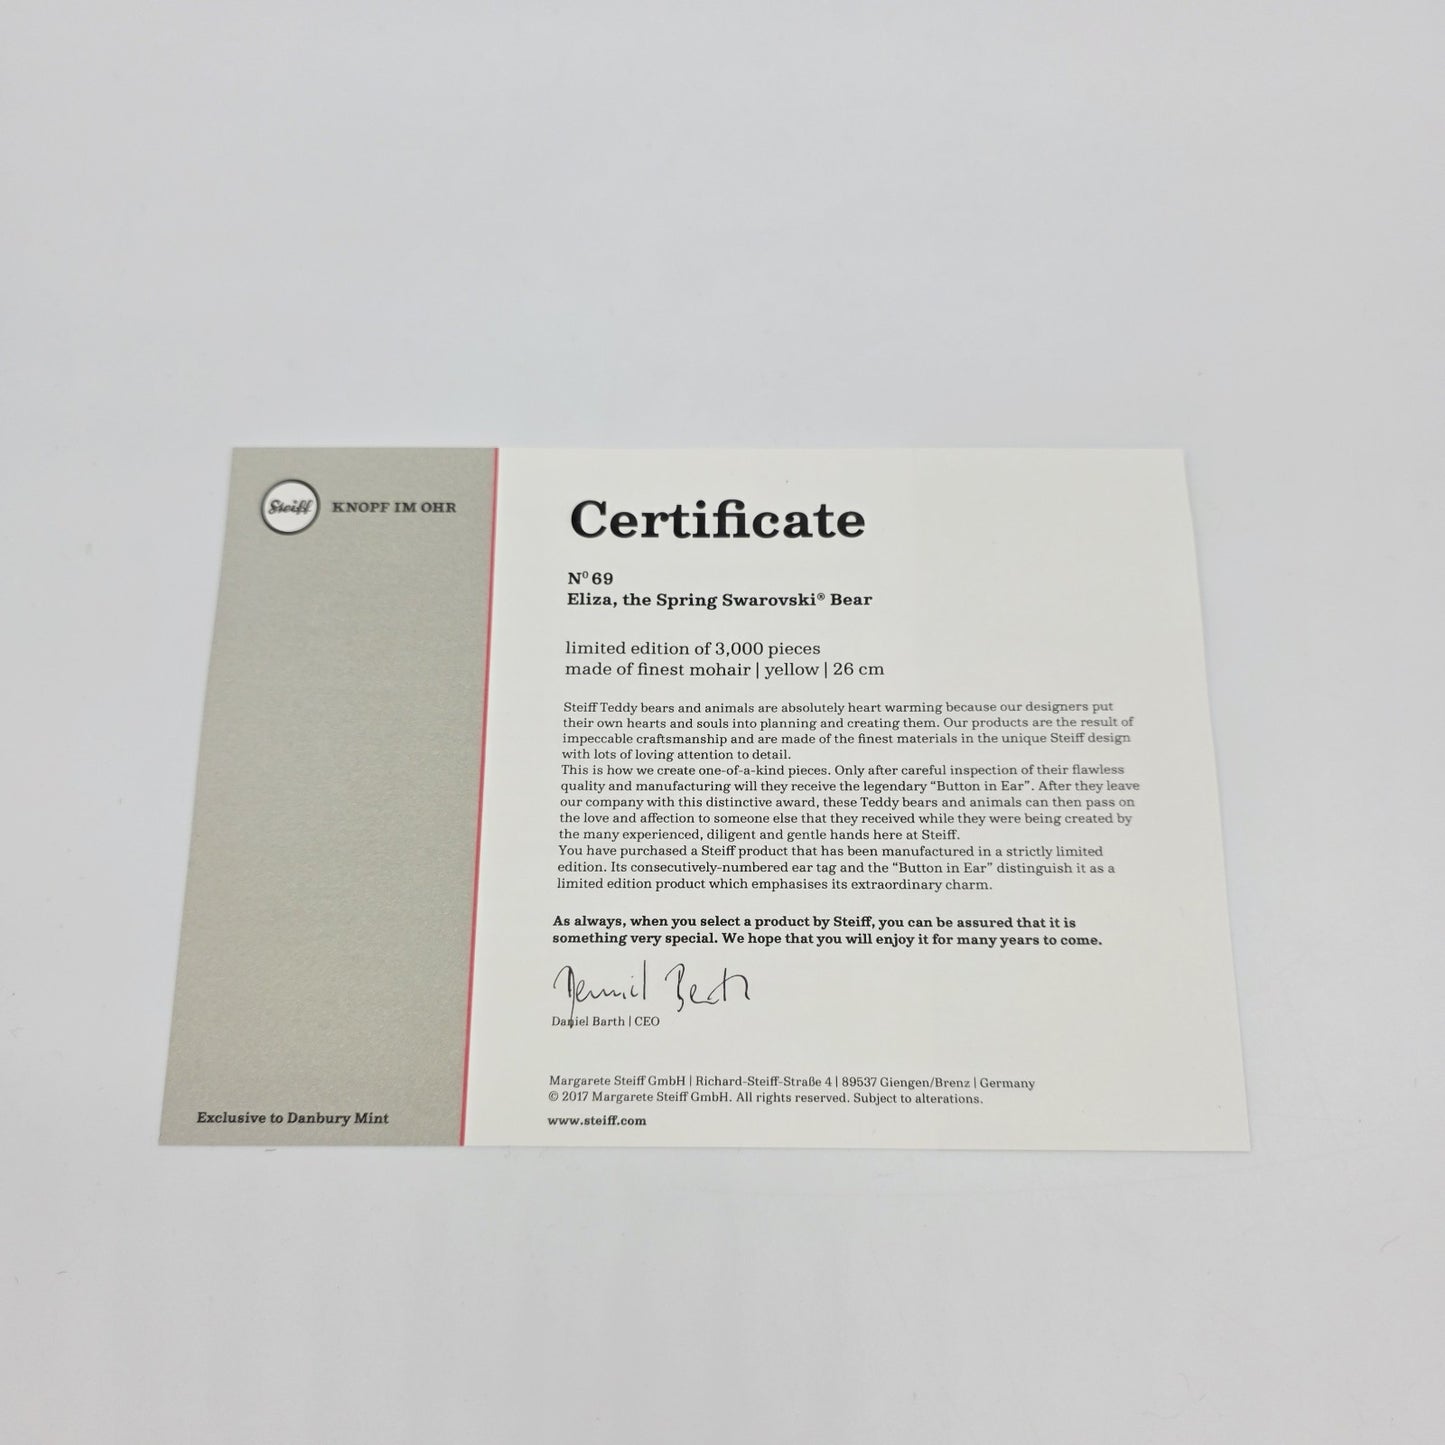 Steiff KNOPF IM OHR
Certificate
Nº 69
Eliza, the Spring Swarovski® Bear
limited edition of 3,000 pieces
made of finest mohair | yellow | 26 cm
Steiff Teddy bears and animals are absolutely heart warming because our designers put
their own hearts and souls into planning and creating them. Our products are the result of
impeccable craftsmanship and are made of the finest materials in the unique Steiff design
with lots of loving attention to detail.
This is how we create one-of-a-kind pieces. Only after careful inspection of their flawless
quality and manufacturing will they receive the legendary “Button in Ear”. After they leave
our company with this distinctive award, these Teddy bears and animals can then pass on
the love and affection to someone else that they received while they were being created by
the many experienced, diligent and gentle hands here at Steiff.
You have purchased a Steiff product that has been manufactured in a strictly limited
edition. Its consecutively-numbered ear tag and the “Button in Ear” distinguish it as a
limited edition product which emphasises its extraordinary charm.
As always, when you select a product by Steiff, you can be assured that it is
something very special. We hope that you will enjoy it for many years to come.
Daniel Barth
Daniel Barth | CEO
Margarete Steiff GmbH | Richard-Steiff-Straße 4 | 89537 Giengen/Brenz | Germany
© 2017 Margarete Steiff GmbH. All rights reserved. Subject to alterations.
www.steiff.com
Exclusive to Danbury Mint